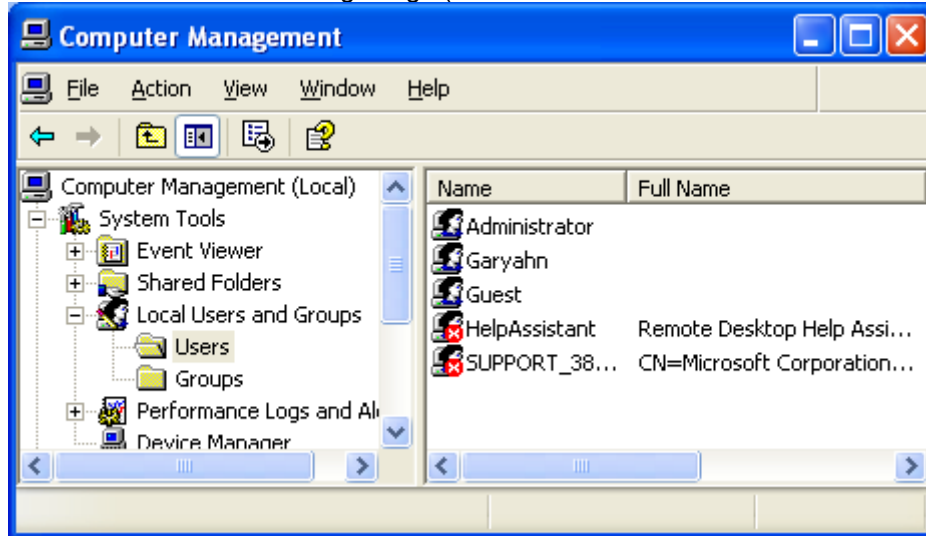 Computer Management
File Action View Window Help
Computer Management (Local)
System Tools
Event Viewer
Shared Folders
Local Users and Groups
Users
Groups
Performance Logs and Al
Device Manager
Name Full Name
Administrator
Garyahn
Guest
HelpAssistant Remote Desktop Help Assi...
SUPPORT_38... CN=Microsoft Corporation...